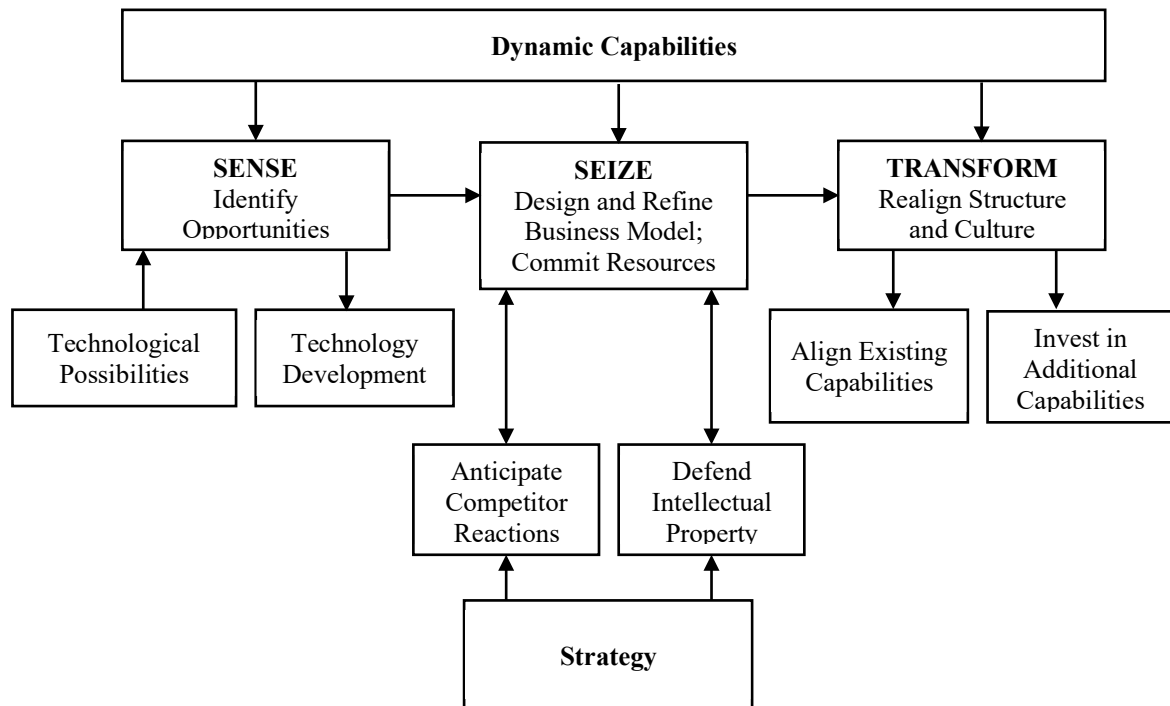 Dynamic Capabilities
SENSE
Identify
Opportunities
SEIZE
Design and Refine
Business Model;
Commit Resources
TRANSFORM
Realign Structure
and Culture
Technological
Possibilities
Technology
Development
Align Existing
Capabilities
Invest in
Additional
Capabilities
Anticipate
Competitor
Reactions
Defend
Intellectual
Property
Strategy